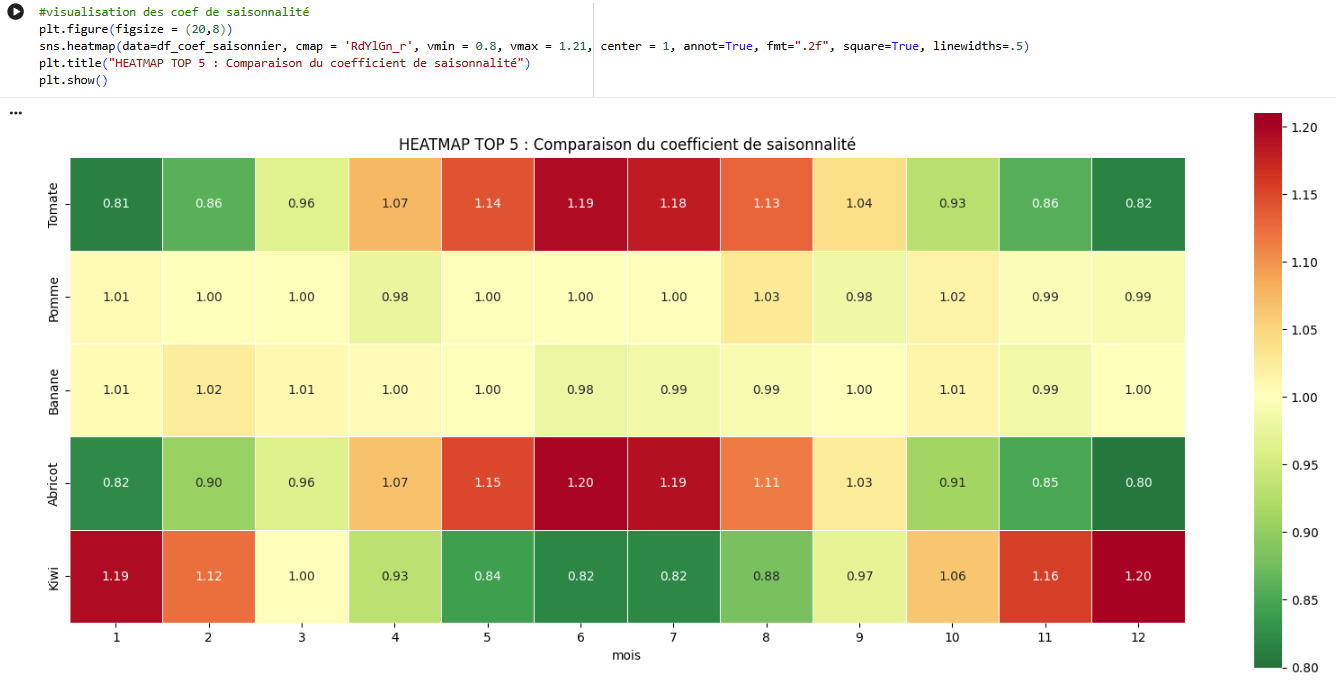 #visualisation des coef de saisonnalité
plt.figure(figsize = (20,8))
sns.heatmap(data=df_coef_saisonnier, cmap = 'RdYlGn_r', vmin = 0.8, vmax = 1.21, center = 1, annot=True, fmt=".2f", square=True, linewidths=.5)
plt.title("HEATMAP TOP 5 : Comparaison du coefficient de saisonnalité")
plt.show()
HEATMAP TOP 5 : Comparaison du coefficient de saisonnalité
Tomate 0.81 0.86 0.96 1.07 1.14 1.19 1.18 1.13 1.04 0.93 0.86 0.82
Pomme 1.01 1.00 1.00 0.98 1.00 1.00 1.00 1.03 0.98 1.02 0.99 0.99
Banane 1.01 1.02 1.01 1.00 1.00 0.98 0.99 0.99 1.00 1.01 0.99 1.00
Abricot 0.82 0.90 0.96 1.07 1.15 1.20 1.19 1.11 1.03 0.91 0.85 0.80
Kiwi 1.19 1.12 1.00 0.93 0.84 0.82 0.82 0.88 0.97 1.06 1.16 1.20
1 2 3 4 5 6 7 8 9 10 11 12
mois
1.20
1.15
1.10
1.05
1.00
0.95
0.90
0.85
0.80